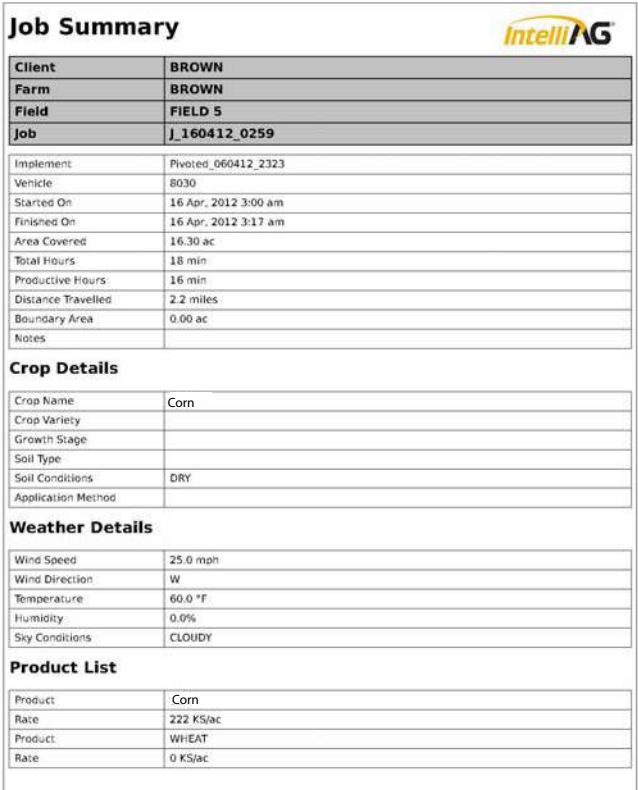 Job Summary
IntelliAG
Client BROWN
Farm BROWN
Field FIELD 5
Job J_160412_0259
Implement Pivoted_060412_2323
Vehicle 8030
Started On 16 Apr, 2012 3:00 am
Finished On 16 Apr, 2012 3:17 am
Area Covered 16.30 ac
Total Hours 18 min
Productive Hours 16 min
Distance Travelled 2.2 miles
Boundary Area 0.00 ac
Notes
Crop Details
Crop Name Corn
Crop Variety
Growth Stage
Soil Type
Soil Conditions DRY
Application Method
Weather Details
Wind Speed 25.0 mph
Wind Direction W
Temperature 60.0 °F
Humidity 0.0%
Sky Conditions CLOUDY
Product List
Product Corn
Rate 222 KS/ac
Product WHEAT
Rate 0 KS/ac